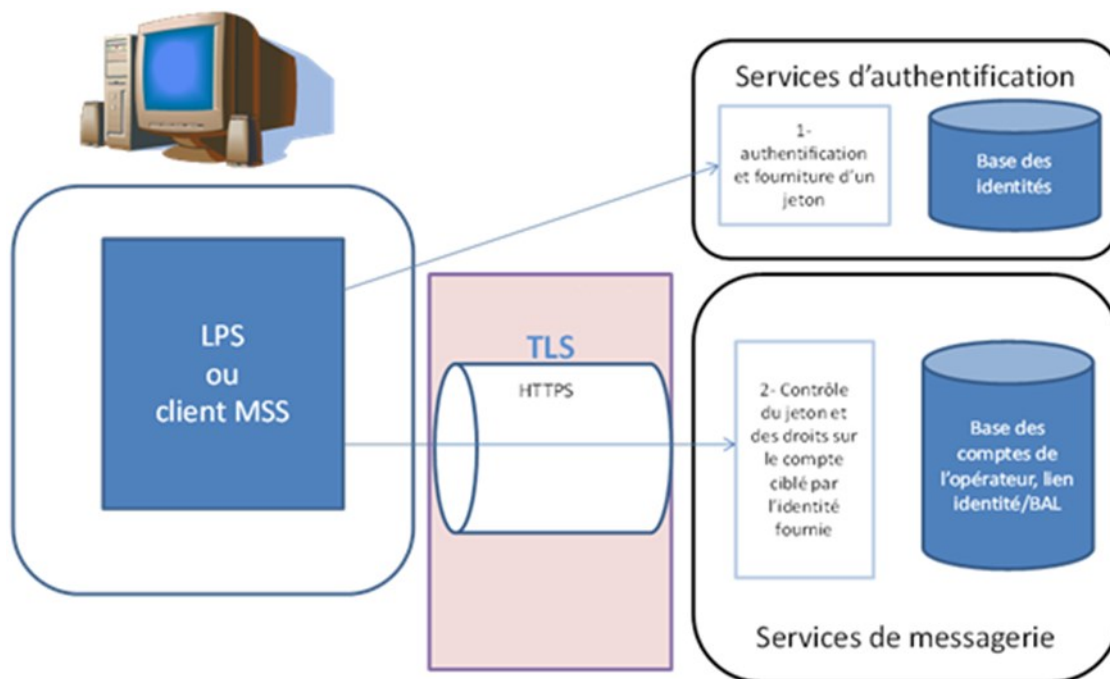 Services d'authentification
1-
authentification
et fourniture d'un
jeton
Base des
identités
LPS
ou
client MSS
TLS
HTTPS
2- Contrôle
du jeton et
des droits sur
le compte
ciblé par
l'identité
fournie
Base des
comptes de
l'opérateur, lien
identité/BAL
Services de messagerie